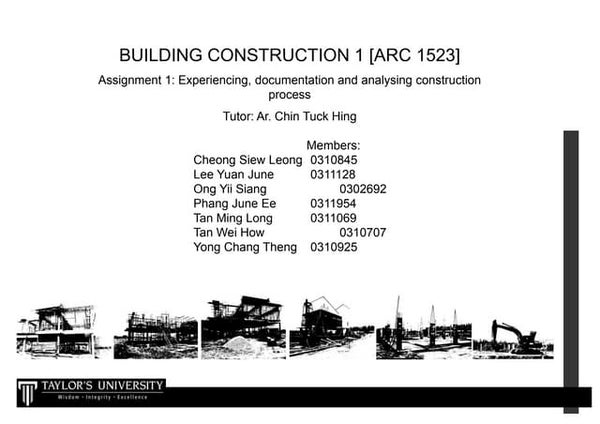 BUILDING CONSTRUCTION 1 [ARC 1523]
Assignment 1: Experiencing, documentation and analysing construction
process
Tutor: Ar. Chin Tuck Hing
Members:
Cheong Siew Leong 0310845
Lee Yuan June 0311128
Ong Yii Siang 0302692
Phang June Ee 0311954
Tan Ming Long 0311069
Tan Wei How 0310707
Yong Chang Theng 0310925
TAYLOR'S UNIVERSITY
Wisdom • Integrity • Excellence